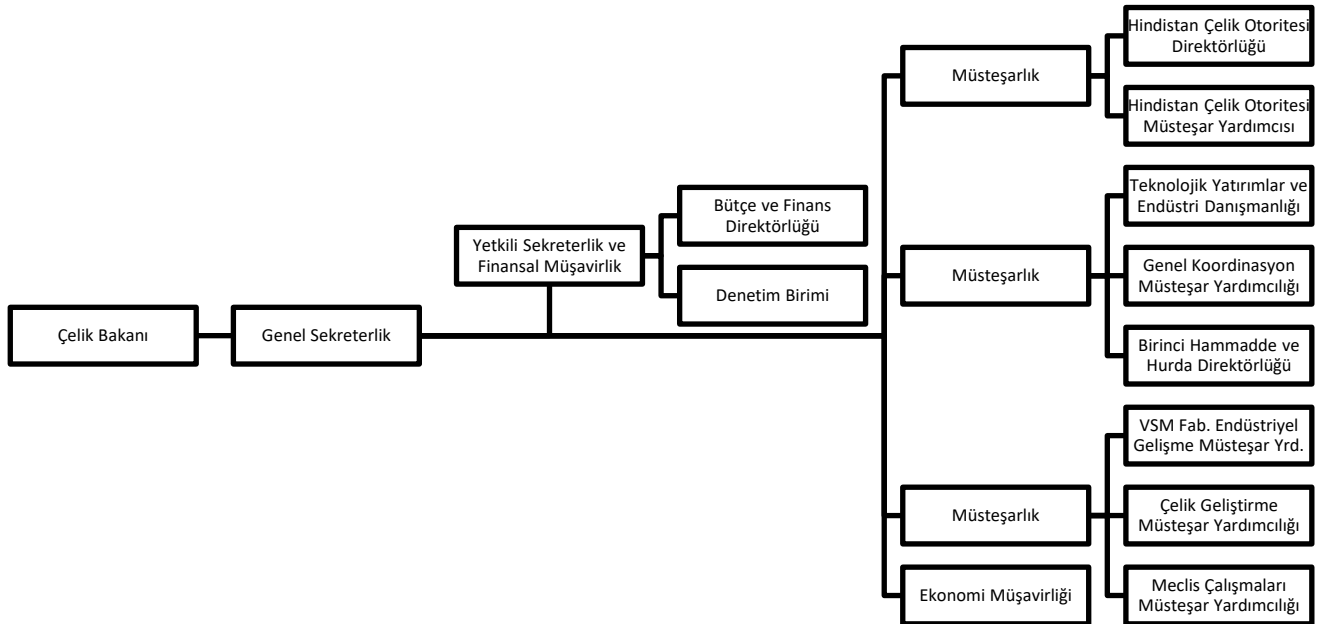 Çelik Bakanı
Genel Sekreterlik
Yetkili Sekreterlik ve
Finansal Müşavirlik
Bütçe ve Finans
Direktörlüğü
Denetim Birimi
Müsteşarlık
Hindistan Çelik Otoritesi
Direktörlüğü
Hindistan Çelik Otoritesi
Müsteşar Yardımcısı
Müsteşarlık
Teknolojik Yatırımlar ve
Endüstri Danışmanlığı
Genel Koordinasyon
Müsteşar Yardımcılığı
Birinci Hammadde ve
Hurda Direktörlüğü
Müsteşarlık
VSM Fab. Endüstriyel
Gelişme Müsteşar Yrd.
Çelik Geliştirme
Müsteşar Yardımcılığı
Meclis Çalışmaları
Müsteşar Yardımcılığı
Ekonomi Müşavirliği